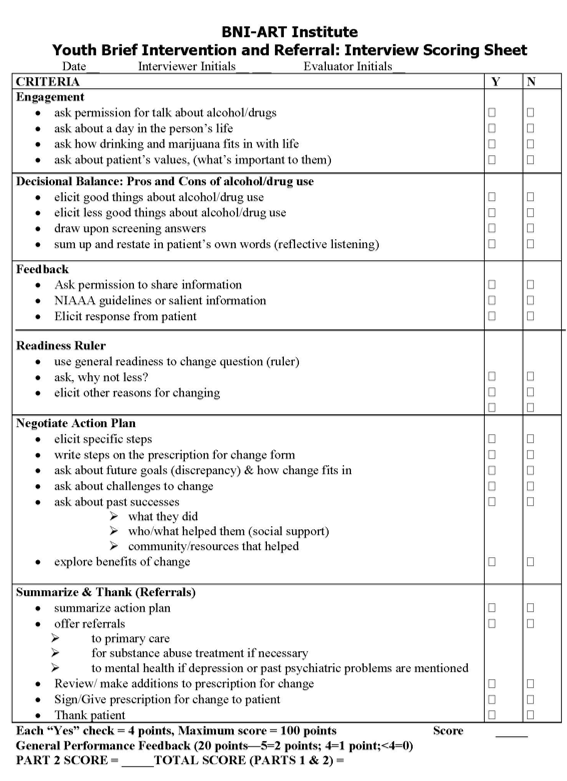 BNI-ART Institute
Youth Brief Intervention and Referral: Interview Scoring Sheet
Date__ Interviewer Initials__ ___ Evaluator Initials__
CRITERIA Y N
Engagement
• ask permission for talk about alcohol/drugs □ □
• ask about a day in the person's life □ □
• ask how drinking and marijuana fits in with life □ □
• ask about patient's values, (what's important to them) □ □
Decisional Balance: Pros and Cons of alcohol/drug use
• elicit good things about alcohol/drug use □ □
• elicit less good things about alcohol/drug use □ □
• draw upon screening answers □ □
• sum up and restate in patient's own words (reflective listening) □ □
Feedback
• Ask permission to share information □ □
• NIAAA guidelines or salient information □ □
• Elicit response from patient □ □
Readiness Ruler
• use general readiness to change question (ruler)
• ask, why not less? □ □
• elicit other reasons for changing □ □
□ □
Negotiate Action Plan
• elicit specific steps □ □
• write steps on the prescription for change form □ □
• ask about future goals (discrepancy) & how change fits in □ □
• ask about challenges to change □ □
• ask about past successes □ □
➢ what they did
➢ who/what helped them (social support)
➢ community/resources that helped
• explore benefits of change □ □
Summarize & Thank (Referrals)
• summarize action plan □ □
• offer referrals □ □
➢ to primary care
➢ for substance abuse treatment if necessary
➢ to mental health if depression or past psychiatric problems are mentioned
• Review/ make additions to prescription for change □ □
• Sign/Give prescription for change to patient □ □
• Thank patient □ □
Each "Yes" check = 4 points, Maximum score = 100 points Score _____
General Performance Feedback (20 points—5=2 points; 4=1 point;<4=0)
PART 2 SCORE = _____TOTAL SCORE (PARTS 1 & 2) =